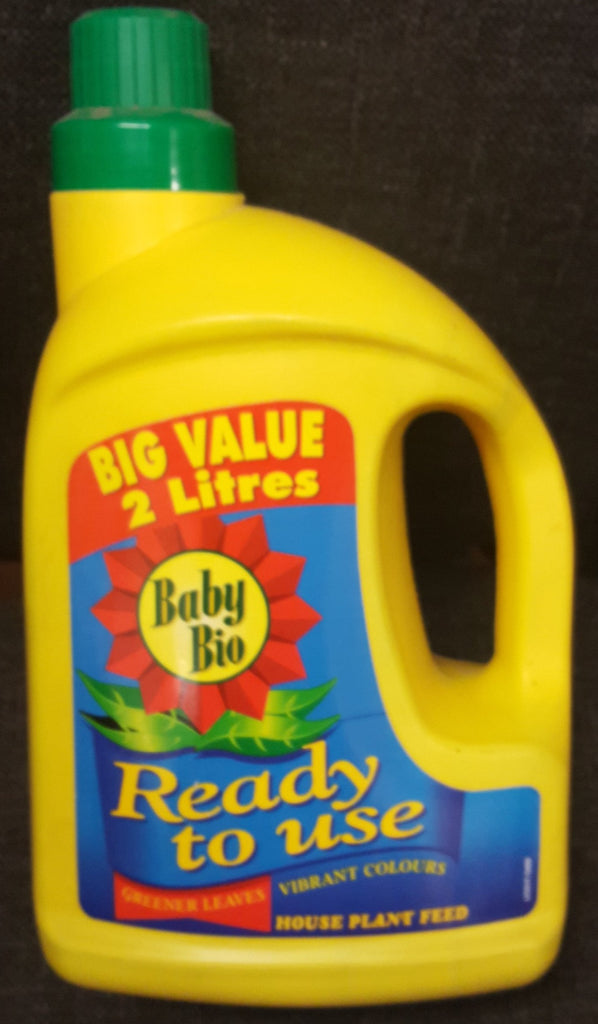 BIG VALUE
2 Litres
Baby
Bio
Ready
to use
GREENER LEAVES
VIBRANT COLOURS
HOUSE PLANT FEED